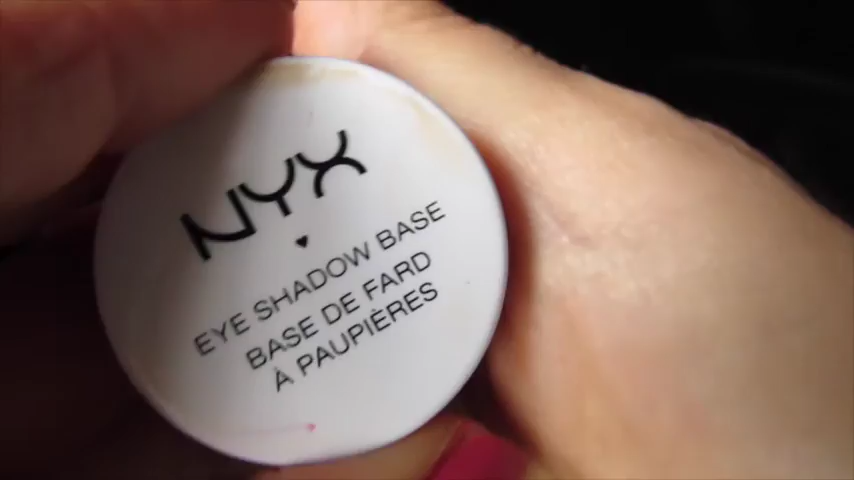 NYX
EYE SHADOW BASE
BASE DE FARD
À PAUPIÈRES